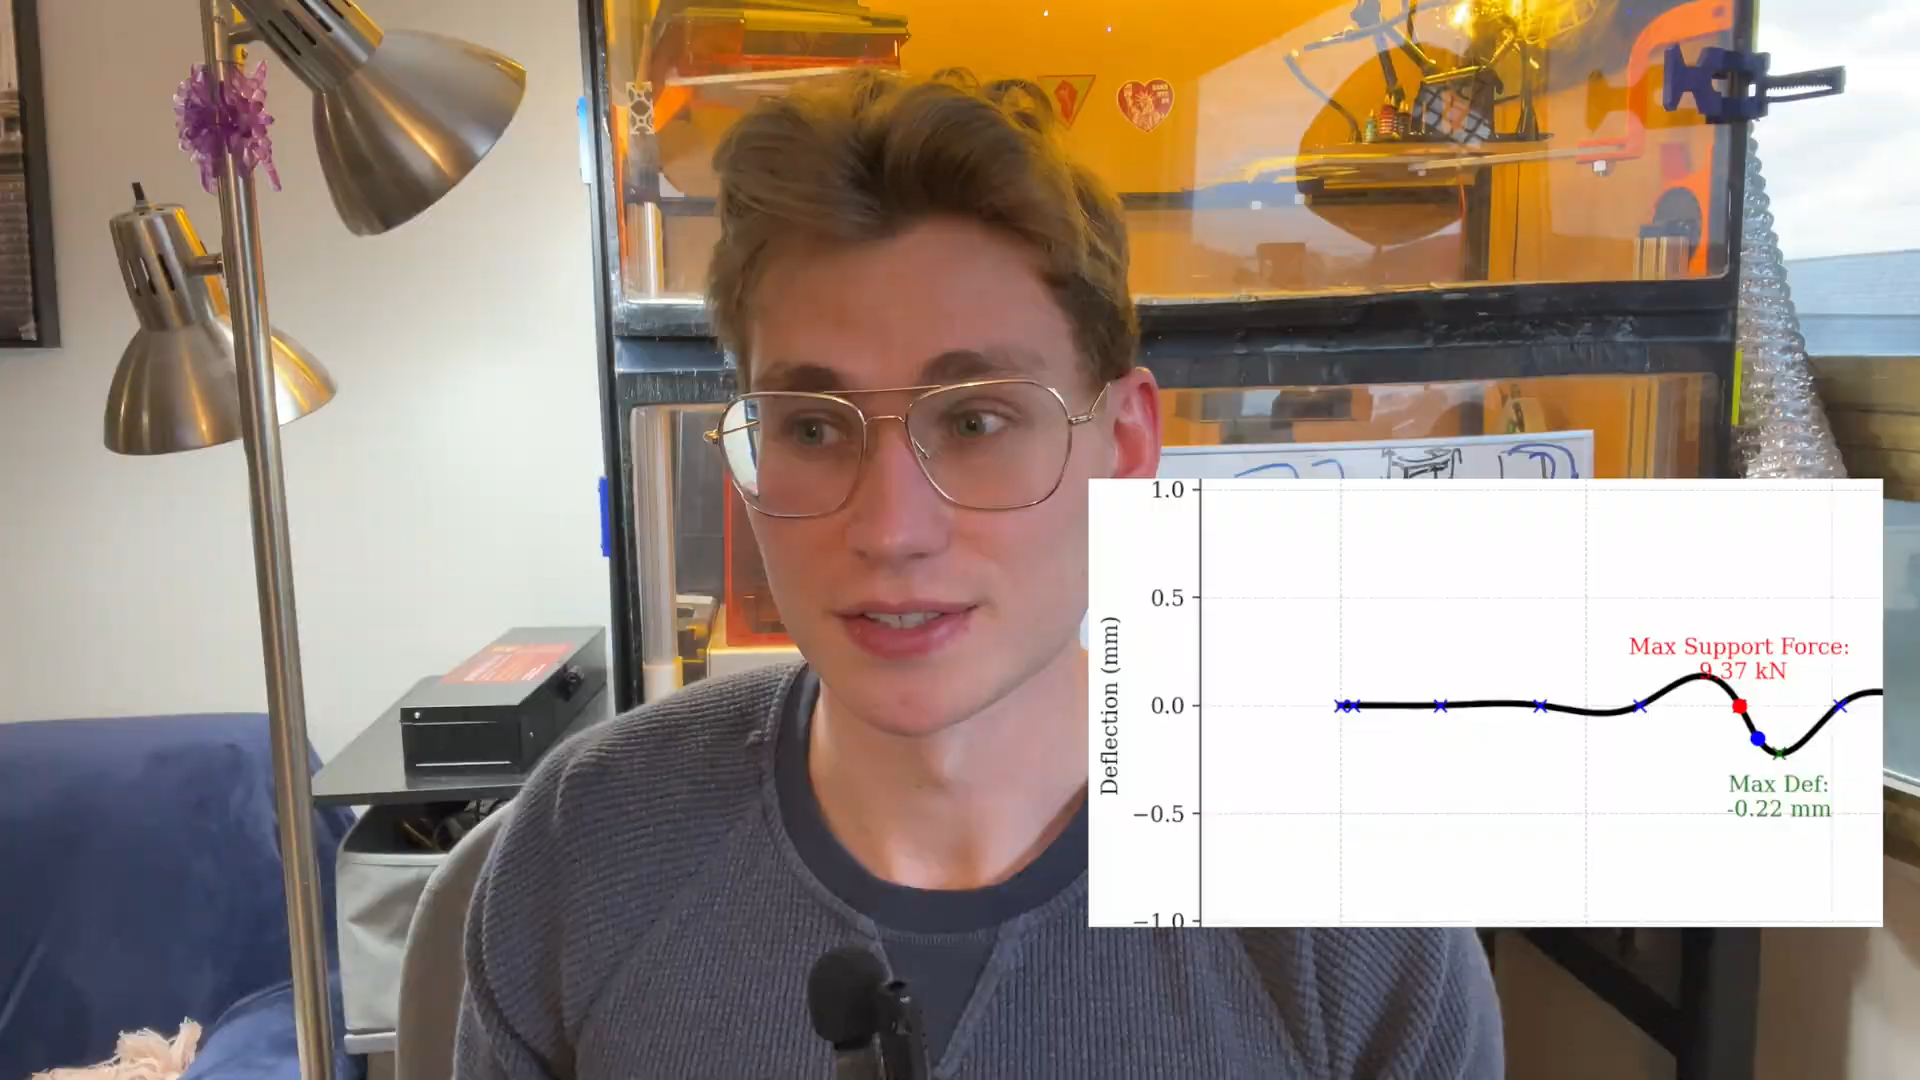 1.0
0.5
Max Support Force:
9.37 kN
0.0
Deflection (mm)
Max Def:
-0.22 mm
−0.5
−1.0